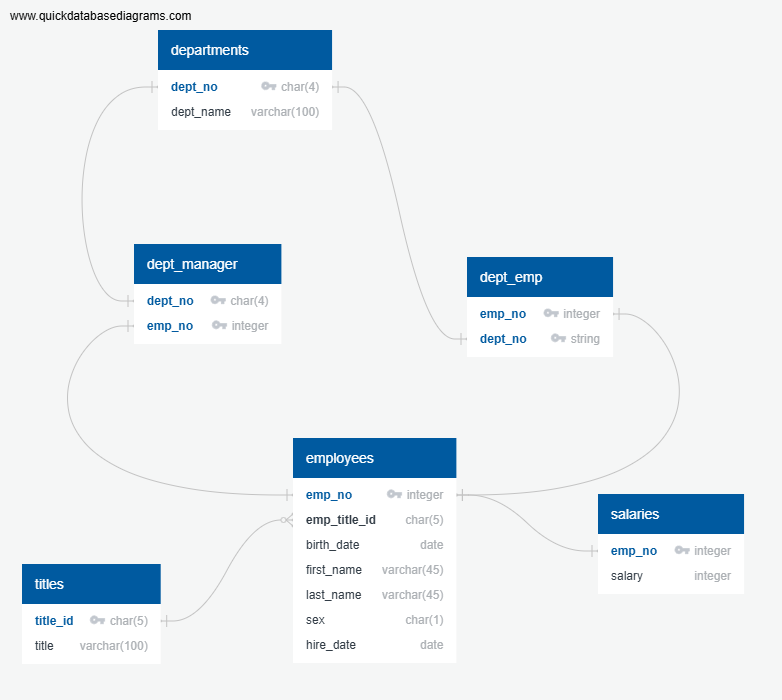 www.quickdatabasediagrams.com
departments
dept_no char(4)
dept_name varchar(100)
dept_manager
dept_no char(4)
emp_no integer
dept_emp
emp_no integer
dept_no string
employees
emp_no integer
emp_title_id char(5)
birth_date date
first_name varchar(45)
last_name varchar(45)
sex char(1)
hire_date date
salaries
emp_no integer
salary integer
titles
title_id char(5)
title varchar(100)